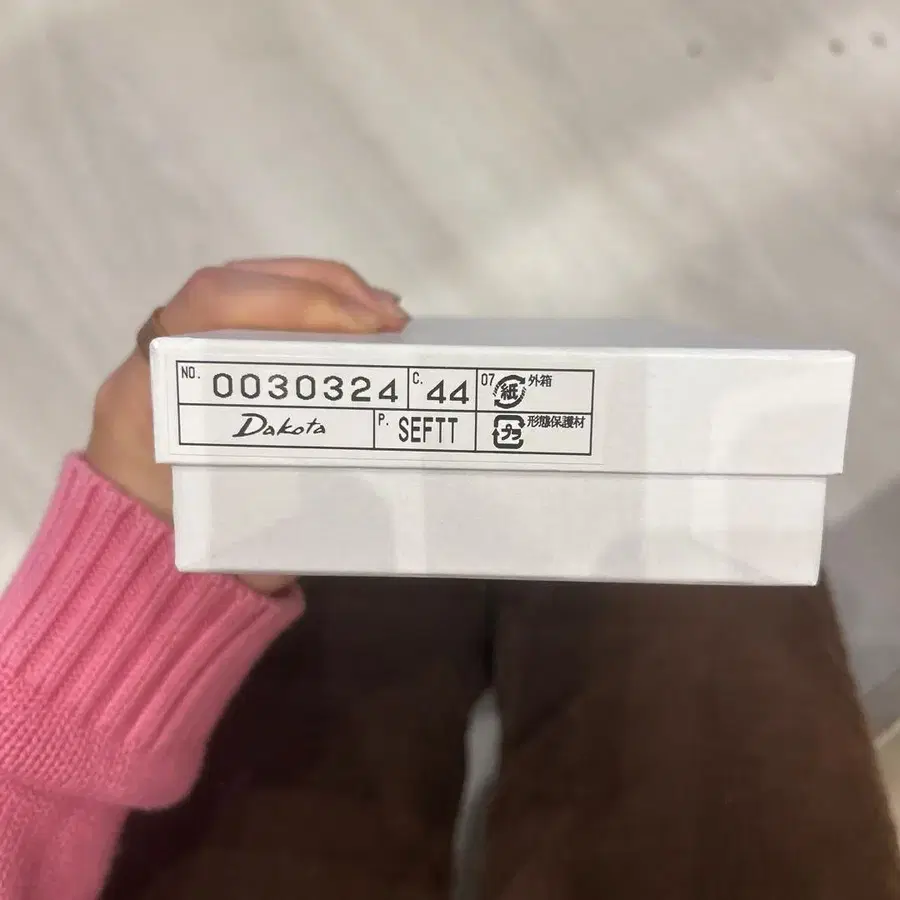 NO. 0030324 C. 44 07 紙 外箱
Dakota P. SEFTT プラ 形態保護材